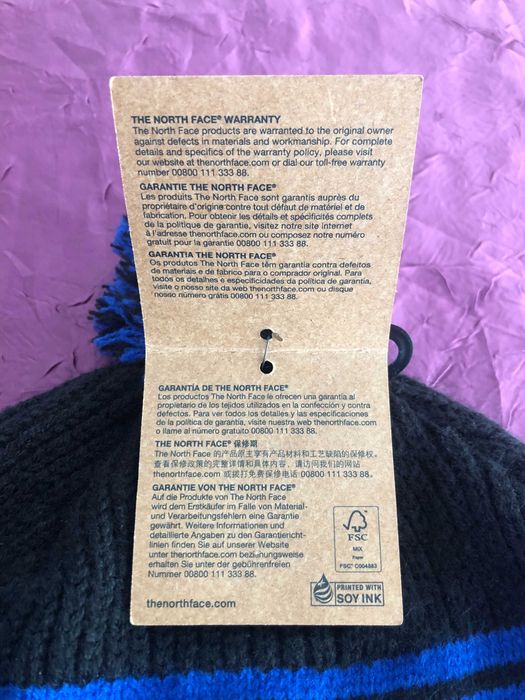 THE NORTH FACE® WARRANTY
The North Face products are warranted to the original owner
against defects in materials and workmanship. For complete
details and specifics of the warranty policy, please visit
our website at thenorthface.com or dial our toll-free warranty
number 00800 111 333 88.
GARANTIE THE NORTH FACE®
Les produits The North Face sont garantis auprès du
propriétaire d'origine contre tout défaut de matériel et de
fabrication. Pour obtenir les détails et spécificités complets
de la politique de garantie, visitez notre site internet
à l'adresse thenorthface.com ou composez notre numéro
gratuit pour la garantie 00800 111 333 88.
GARANTIA THE NORTH FACE®
Os produtos The North Face têm garantia contra defeitos
de materiais e de fabrico para o comprador original. Para
todos os detalhes e especificidades da política de garantia,
visite o nosso site da web thenorthface.com ou disque
nosso número grátis 00800 111 333 88.
GARANTÍA DE THE NORTH FACE®
Los productos The North Face le ofrecen una garantía al
propietario de los tejidos utilizados en la confección y contra
defectos. Para ver todos los detalles y las especificaciones
de la política de garantía, visite nuestra web thenorthface.com
o llame al número gratuito 00800 111 333 88.
THE NORTH FACE® 保修期
The North Face 的产品原主享有产品材料和工艺缺陷的保修权。
查看保修政策的完整详情和具体内容，请访问我们的网站
thenorthface.com 或拨打免费保修电话 00800 111 333 88。
GARANTIE VON THE NORTH FACE®
Auf die Produkte von The North Face
wird dem Erstkäufer im Falle von Material-
und Verarbeitungsfehlern eine Garantie
gewährt. Weitere Informationen und
detaillierte Angaben zu den Garantiericht-
linien finden Sie auf unserer Website
unter thenorthface.com beziehungsweise
erhalten Sie unter der gebührenfreien
Nummer 00800 111 333 88.
FSC
MIX
Paper
FSC® C004883
PRINTED WITH
SOY INK
thenorthface.com